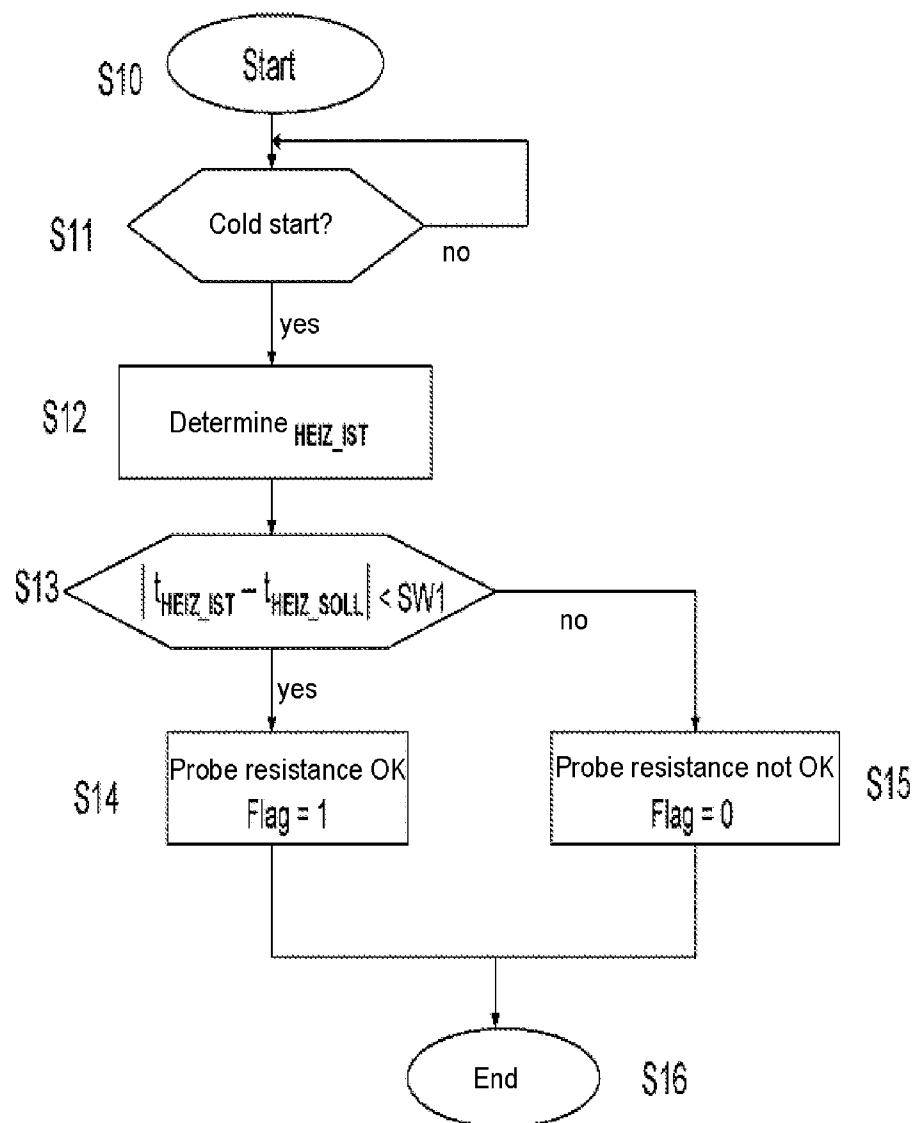 S10 Start
S11 Cold start?
no
yes
S12 Determine HEIZ_IST
S13 | tHEIZ_IST – tHEIZ_SOLL | < SW1
no
yes
S14 Probe resistance OK
Flag = 1
Probe resistance not OK S15
Flag = 0
End S16